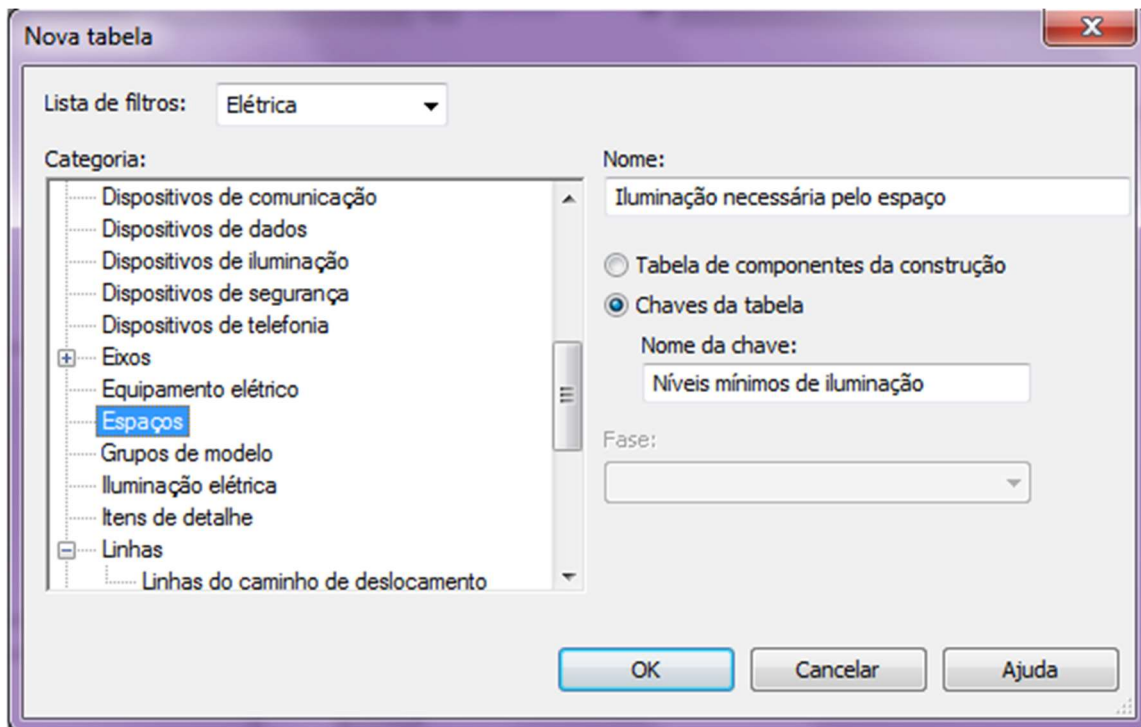 Nova tabela
Lista de filtros: Elétrica
Categoria:
Dispositivos de comunicação
Dispositivos de dados
Dispositivos de iluminação
Dispositivos de segurança
Dispositivos de telefonia
Eixos
Equipamento elétrico
Espaços
Grupos de modelo
Iluminação elétrica
Itens de detalhe
Linhas
Linhas do caminho de deslocamento
Nome:
Iluminação necessária pelo espaço
Tabela de componentes da construção
Chaves da tabela
Nome da chave:
Níveis mínimos de iluminação
Fase:
OK Cancelar Ajuda